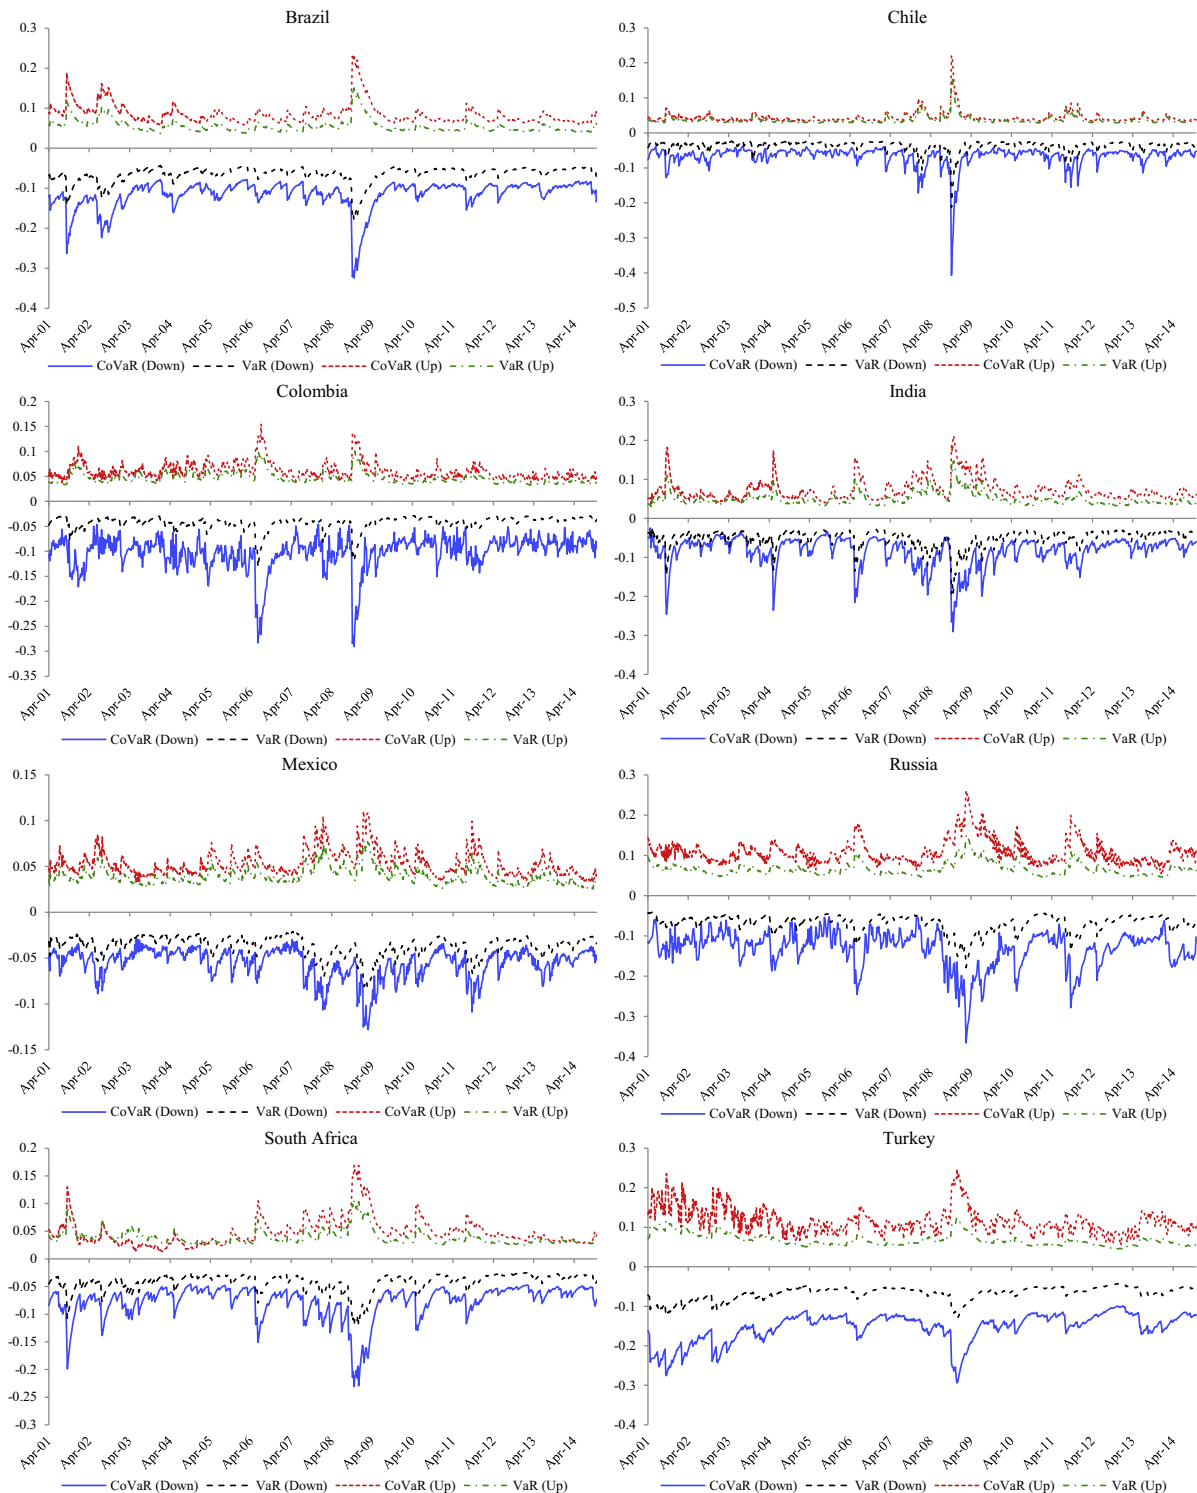 Brazil
0.3
0.2
0.1
0
-0.1
-0.2
-0.3
-0.4
Apr-01 Apr-02 Apr-03 Apr-04 Apr-05 Apr-06 Apr-07 Apr-08 Apr-09 Apr-10 Apr-11 Apr-12 Apr-13 Apr-14
CoVaR (Down) VaR (Down) CoVaR (Up) VaR (Up)
Chile
0.3
0.2
0.1
0
-0.1
-0.2
-0.3
-0.4
-0.5
Apr-01 Apr-02 Apr-03 Apr-04 Apr-05 Apr-06 Apr-07 Apr-08 Apr-09 Apr-10 Apr-11 Apr-12 Apr-13 Apr-14
CoVaR (Down) VaR (Down) CoVaR (Up) VaR (Up)
Colombia
0.2
0.15
0.1
0.05
0
-0.05
-0.1
-0.15
-0.2
-0.25
-0.3
-0.35
Apr-01 Apr-02 Apr-03 Apr-04 Apr-05 Apr-06 Apr-07 Apr-08 Apr-09 Apr-10 Apr-11 Apr-12 Apr-13 Apr-14
CoVaR (Down) VaR (Down) CoVaR (Up) VaR (Up)
India
0.3
0.2
0.1
0
-0.1
-0.2
-0.3
-0.4
Apr-01 Apr-02 Apr-03 Apr-04 Apr-05 Apr-06 Apr-07 Apr-08 Apr-09 Apr-10 Apr-11 Apr-12 Apr-13 Apr-14
CoVaR (Down) VaR (Down) CoVaR (Up) VaR (Up)
Mexico
0.15
0.1
0.05
0
-0.05
-0.1
-0.15
Apr-01 Apr-02 Apr-03 Apr-04 Apr-05 Apr-06 Apr-07 Apr-08 Apr-09 Apr-10 Apr-11 Apr-12 Apr-13 Apr-14
CoVaR (Down) VaR (Down) CoVaR (Up) VaR (Up)
Russia
0.3
0.2
0.1
0
-0.1
-0.2
-0.3
-0.4
Apr-01 Apr-02 Apr-03 Apr-04 Apr-05 Apr-06 Apr-07 Apr-08 Apr-09 Apr-10 Apr-11 Apr-12 Apr-13 Apr-14
CoVaR (Down) VaR (Down) CoVaR (Up) VaR (Up)
South Africa
0.2
0.15
0.1
0.05
0
-0.05
-0.1
-0.15
-0.2
-0.25
-0.3
Apr-01 Apr-02 Apr-03 Apr-04 Apr-05 Apr-06 Apr-07 Apr-08 Apr-09 Apr-10 Apr-11 Apr-12 Apr-13 Apr-14
CoVaR (Down) VaR (Down) CoVaR (Up) VaR (Up)
Turkey
0.3
0.2
0.1
0
-0.1
-0.2
-0.3
-0.4
Apr-01 Apr-02 Apr-03 Apr-04 Apr-05 Apr-06 Apr-07 Apr-08 Apr-09 Apr-10 Apr-11 Apr-12 Apr-13 Apr-14
CoVaR (Down) VaR (Down) CoVaR (Up) VaR (Up)